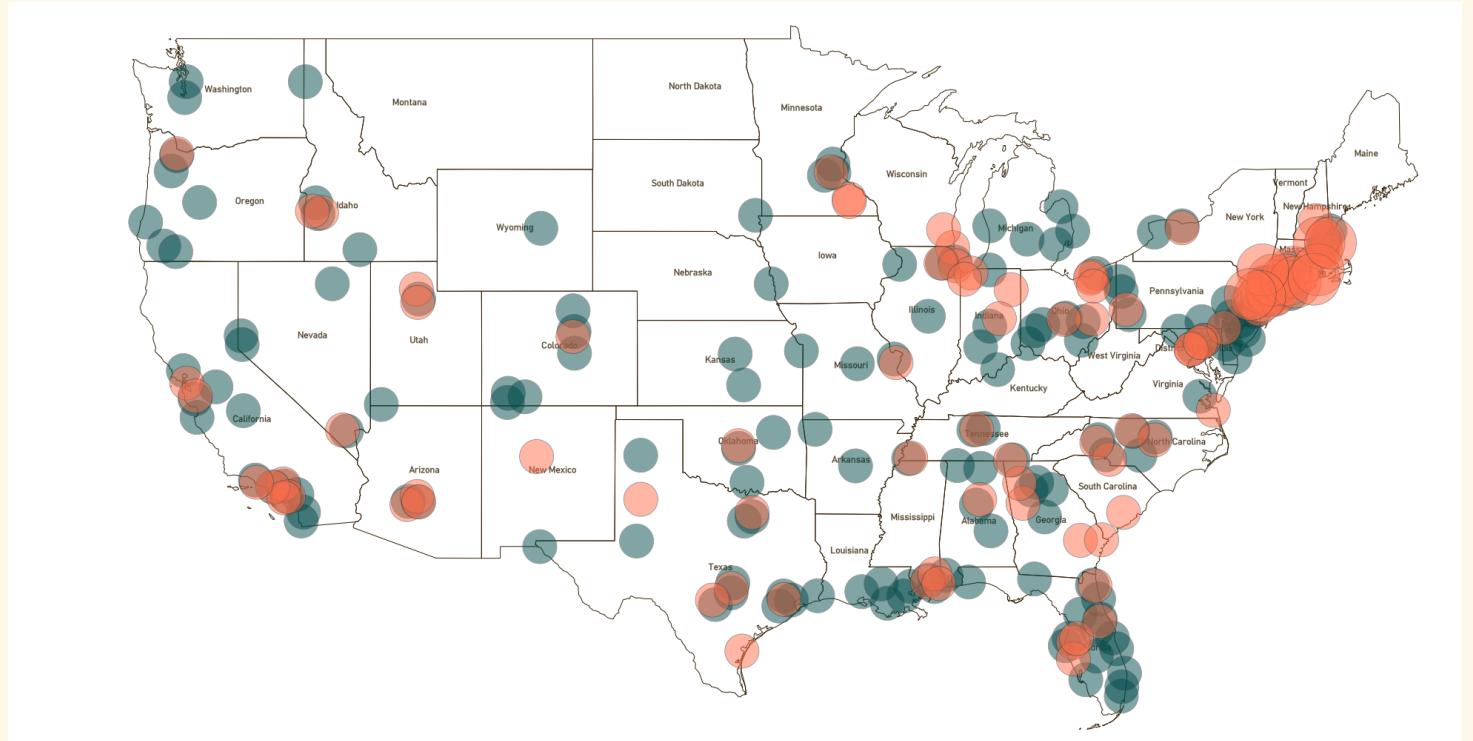 Washington
Montana
North Dakota
Minnesota
Maine
Vermont
New Hampshire
Oregon
Idaho
South Dakota
Wisconsin
New York
Wyoming
Michigan
Iowa
Nebraska
Pennsylvania
Nevada
Utah
Colorado
Illinois
Indiana
Ohio
Kansas
Missouri
West Virginia
Kentucky
Virginia
California
Arizona
New Mexico
Oklahoma
Arkansas
Tennessee
North Carolina
South Carolina
Mississippi
Alabama
Georgia
Louisiana
Texas